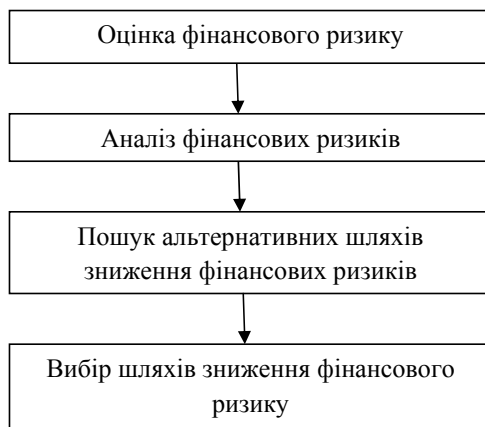 Оцінка фінансового ризику
Аналіз фінансових ризиків
Пошук альтернативних шляхів
зниження фінансових ризиків
Вибір шляхів зниження фінансового
ризику